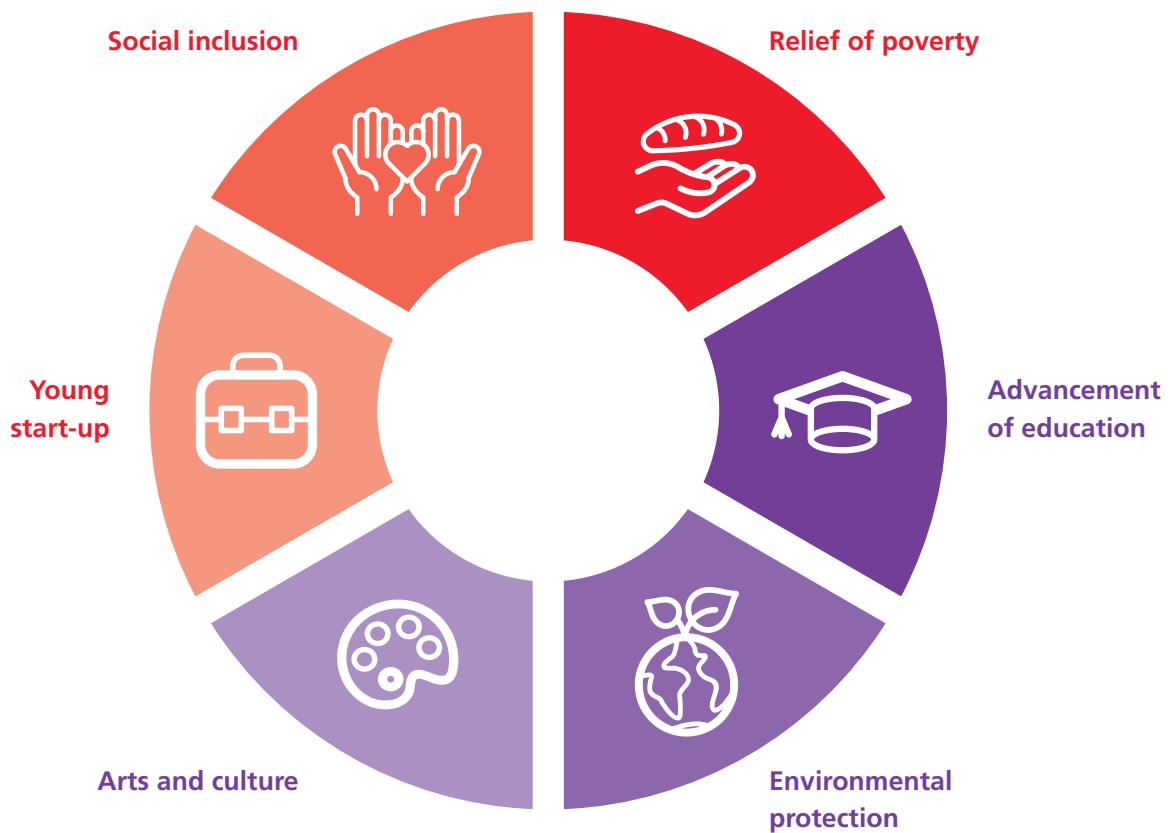 Social inclusion
Relief of poverty
Young
start-up
Advancement
of education
Arts and culture
Environmental
protection